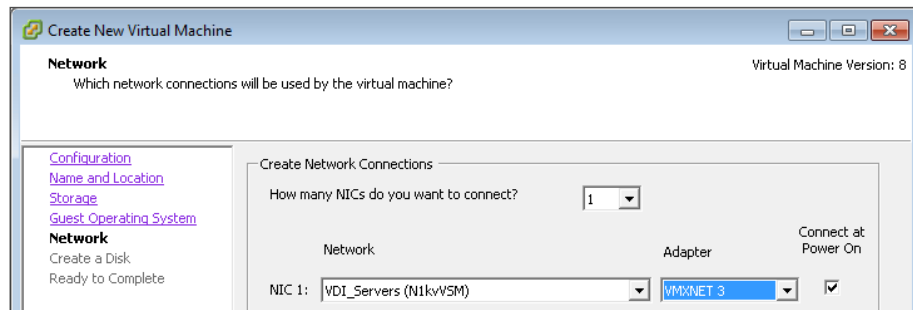 Create New Virtual Machine
Network
Virtual Machine Version: 8
Which network connections will be used by the virtual machine?
Configuration
Name and Location
Storage
Guest Operating System
Network
Create a Disk
Ready to Complete
Create Network Connections
How many NICs do you want to connect? 1
Network Adapter Connect at Power On
NIC 1: VDI_Servers (N1kvVSM) VMXNET 3